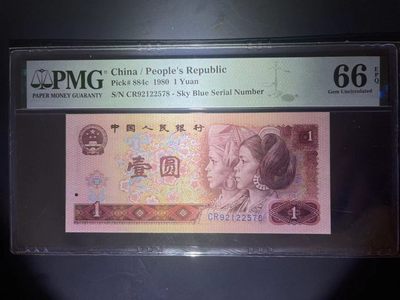 PMG
PAPER MONEY GUARANTY
China / People's Republic
Pick# 884c 1980 1 Yuan
S/N CR92122578 - Sky Blue Serial Number
66 EPQ
Gem Uncirculated
中国人民银行
1
壹圆
CR92122578
1
1